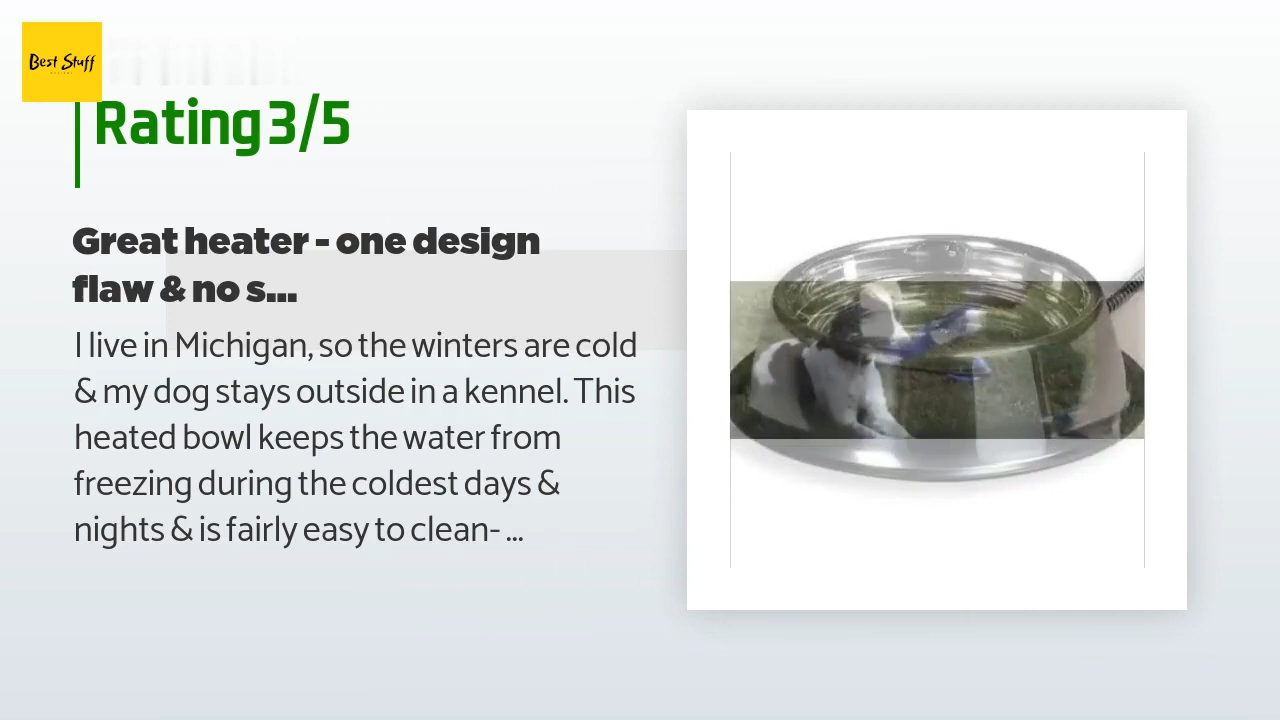 Best Stuff
Rating 3/5
Great heater - one design
flaw & no s...
I live in Michigan, so the winters are cold
& my dog stays outside in a kennel. This
heated bowl keeps the water from
freezing during the coldest days &
nights & is fairly easy to clean- ...